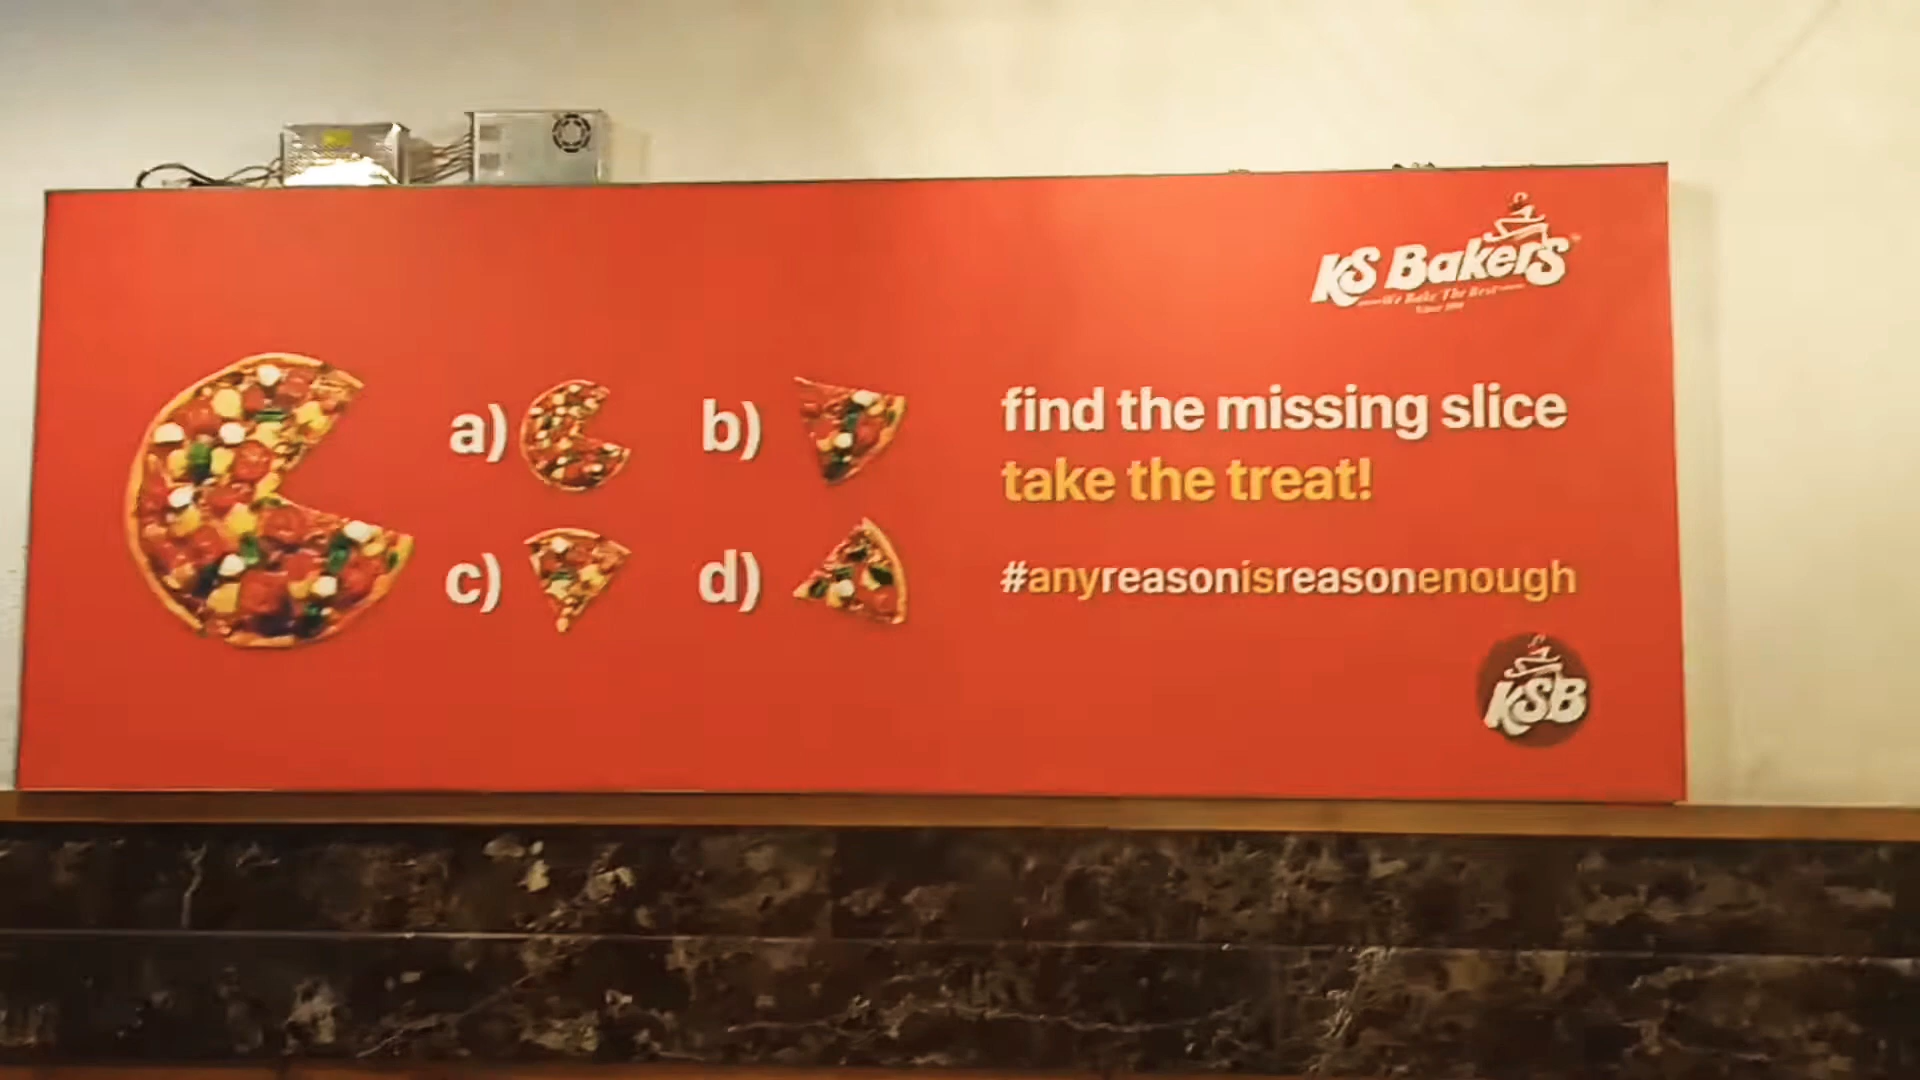 KS Bakers
We Bake The Best
a)
b)
find the missing slice
take the treat!
c)
d)
#anyreasonisreasonenough
KSB